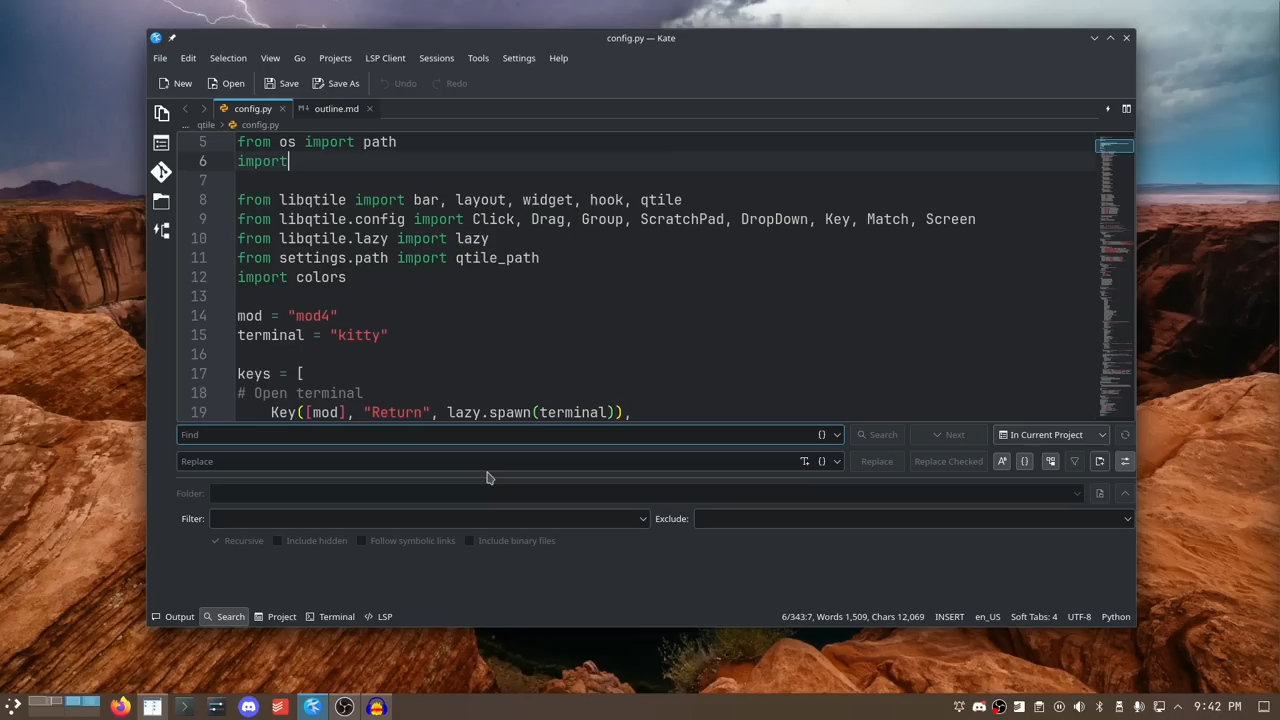 config.py — Kate
File Edit Selection View Go Projects LSP Client Sessions Tools Settings Help
New Open Save Save As Undo Redo
config.py outline.md
... qtile config.py
5 from os import path
6 import
7
8 from libqtile import bar, layout, widget, hook, qtile
9 from libqtile.config import Click, Drag, Group, ScratchPad, DropDown, Key, Match, Screen
10 from libqtile.lazy import lazy
11 from settings.path import qtile_path
12 import colors
13
14 mod = "mod4"
15 terminal = "kitty"
16
17 keys = [
18 # Open terminal
19 Key([mod], "Return", lazy.spawn(terminal)),
Find {} Search Next In Current Project
Replace {} Replace Replace Checked {}
Folder:
Filter: Exclude:
Recursive Include hidden Follow symbolic links Include binary files
Output Search Project Terminal LSP 6/343:7, Words 1,509, Chars 12,069 INSERT en_US Soft Tabs: 4 UTF-8 Python
9:42 PM